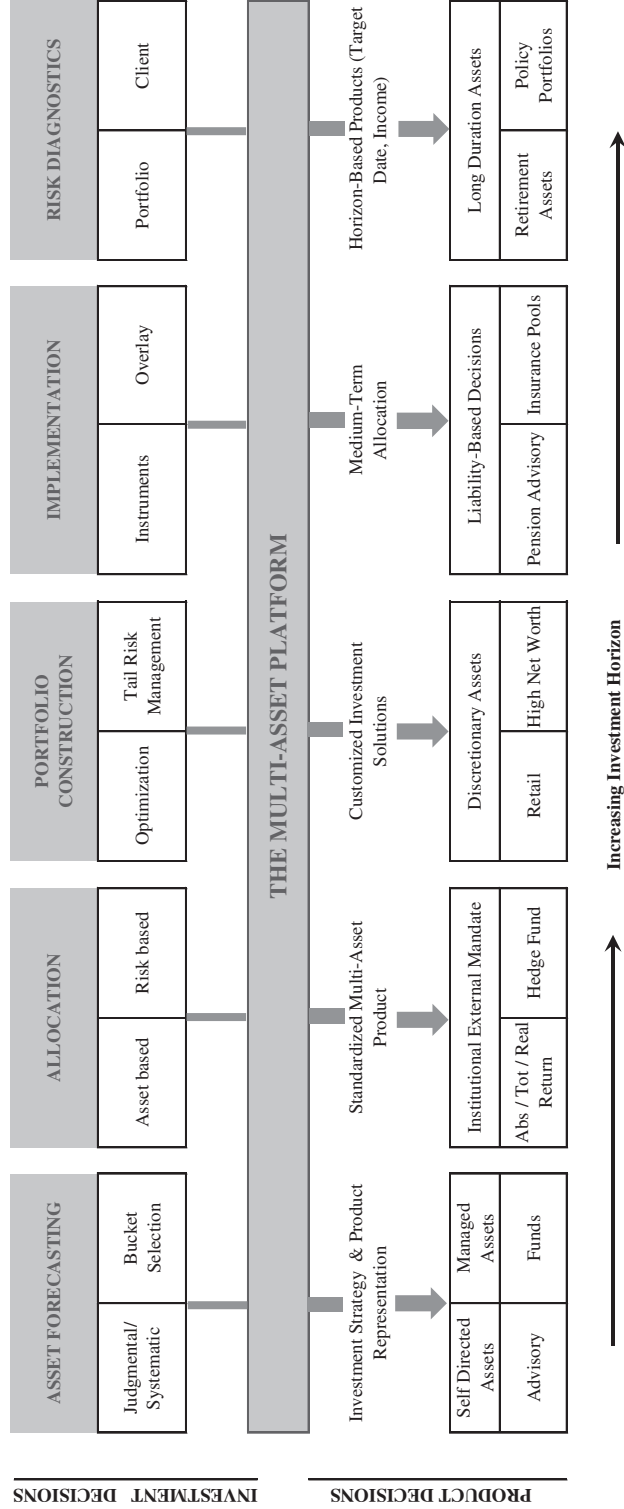 INVESTMENT DECISIONS
ASSET FORECASTING
Judgmental/
Systematic
Bucket
Selection
ALLOCATION
Asset based
Risk based
PORTFOLIO
CONSTRUCTION
Optimization
Tail Risk
Management
IMPLEMENTATION
Instruments
Overlay
RISK DIAGNOSTICS
Portfolio
Client
THE MULTI-ASSET PLATFORM
PRODUCT DECISIONS
Investment Strategy & Product
Representation
Self Directed
Assets
Managed
Assets
Advisory
Funds
Standardized Multi-Asset
Product
Institutional External Mandate
Abs / Tot / Real
Return
Hedge Fund
Customized Investment
Solutions
Discretionary Assets
Retail
High Net Worth
Medium-Term
Allocation
Liability-Based Decisions
Pension Advisory
Insurance Pools
Horizon-Based Products (Target
Date, Income)
Long Duration Assets
Retirement
Assets
Policy
Portfolios
Increasing Investment Horizon